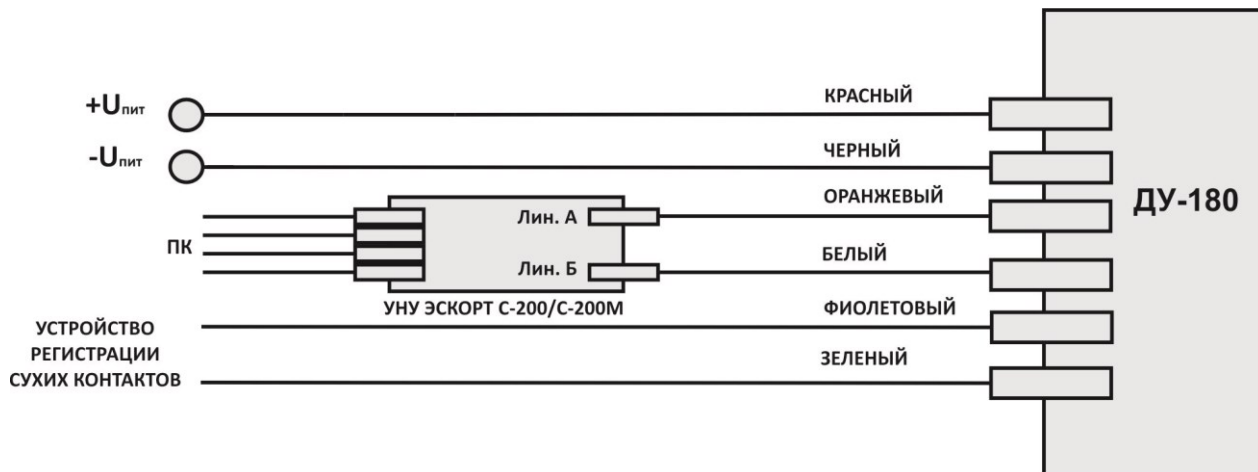 +Uпит
КРАСНЫЙ
-Uпит
ЧЕРНЫЙ
ОРАНЖЕВЫЙ
ДУ-180
Лин. А
ПК
БЕЛЫЙ
Лин. Б
УНУ ЭСКОРТ С-200/С-200М
ФИОЛЕТОВЫЙ
УСТРОЙСТВО
РЕГИСТРАЦИИ
СУХИХ КОНТАКТОВ
ЗЕЛЕНЫЙ